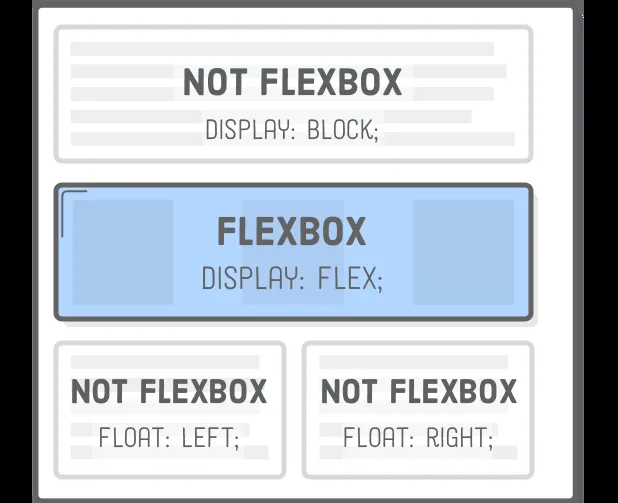 NOT FLEXBOX
DISPLAY: BLOCK;
FLEXBOX
DISPLAY: FLEX;
NOT FLEXBOX
FLOAT: LEFT;
NOT FLEXBOX
FLOAT: RIGHT;